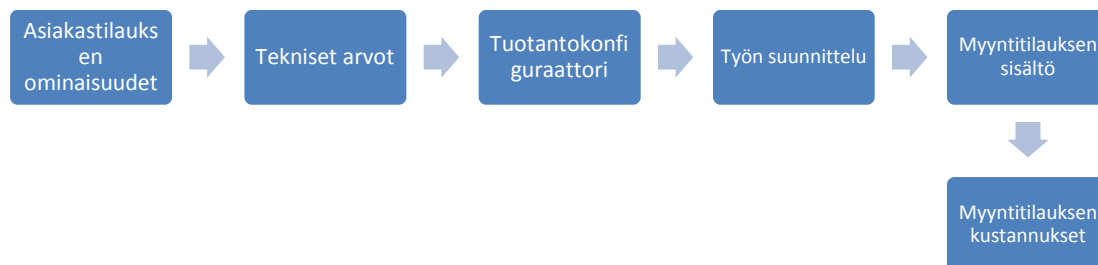 Asiakastilauks
en
ominaisuudet
Tekniset arvot
Tuotantokonfi
guraattori
Työn suunnittelu
Myyntitilauksen
sisältö
Myyntitilauksen
kustannukset